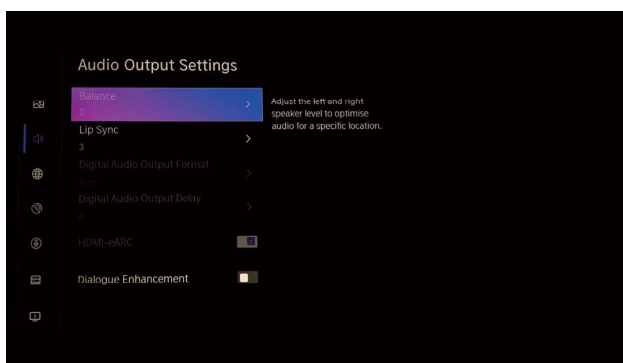 Audio Output Settings
Balance
0
Adjust the left and right
speaker level to optimise
audio for a specific location.
Lip Sync
3
Digital Audio Output Format
Auto
Digital Audio Output Delay
0
HDMI-eARC
Dialogue Enhancement